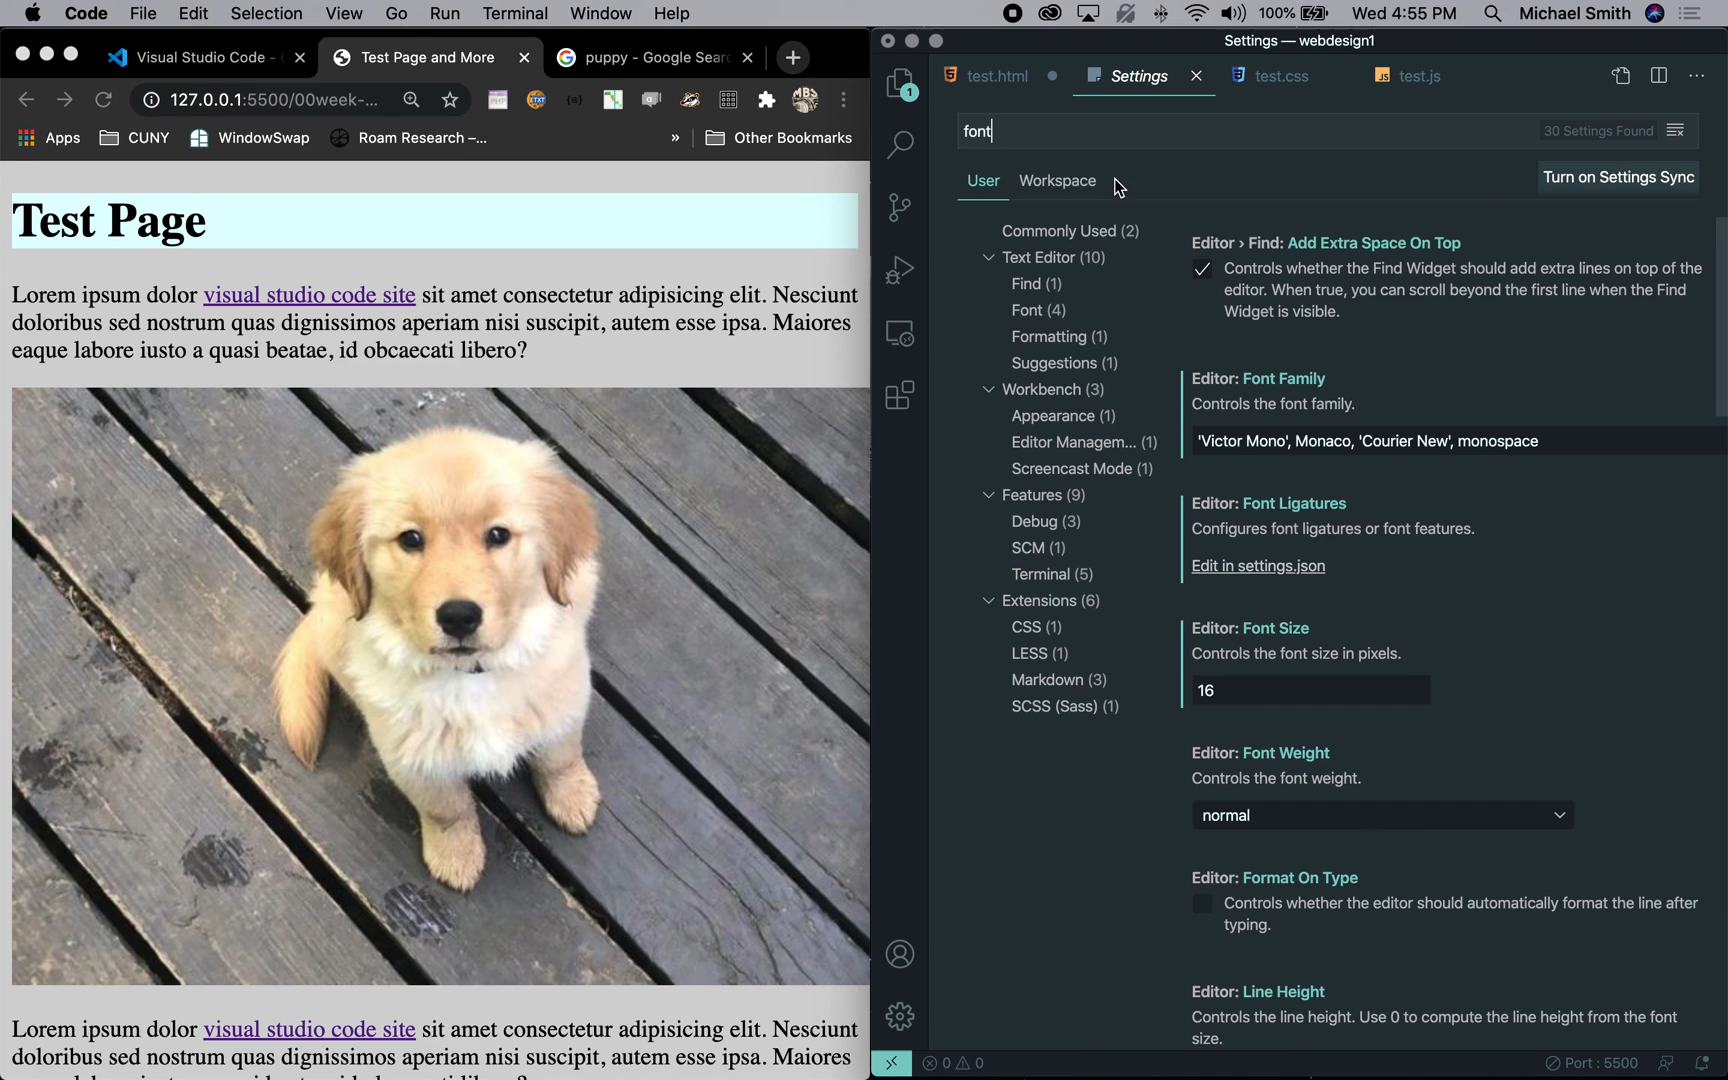 Code File Edit Selection View Go Run Terminal Window Help 100% Wed 4:55 PM Michael Smith
Visual Studio Code -
Test Page and More
puppy - Google Sear
127.0.0.1:5500/00week-...
Apps CUNY WindowSwap Roam Research –... » Other Bookmarks
Test Page
Lorem ipsum dolor visual studio code site sit amet consectetur adipisicing elit. Nesciunt
doloribus sed nostrum quas dignissimos aperiam nisi suscipit, autem esse ipsa. Maiores
eaque labore iusto a quasi beatae, id obcaecati libero?
Lorem ipsum dolor visual studio code site sit amet consectetur adipisicing elit. Nesciunt
doloribus sed nostrum quas dignissimos aperiam nisi suscipit, autem esse ipsa. Maiores
Settings — webdesign1
test.html Settings test.css JS test.js
1
font
30 Settings Found
User Workspace
Turn on Settings Sync
Commonly Used (2)
Text Editor (10)
Find (1)
Font (4)
Formatting (1)
Suggestions (1)
Workbench (3)
Appearance (1)
Editor Managem... (1)
Screencast Mode (1)
Features (9)
Debug (3)
SCM (1)
Terminal (5)
Extensions (6)
CSS (1)
LESS (1)
Markdown (3)
SCSS (Sass) (1)
Editor › Find: Add Extra Space On Top
Controls whether the Find Widget should add extra lines on top of the
editor. When true, you can scroll beyond the first line when the Find
Widget is visible.
Editor: Font Family
Controls the font family.
'Victor Mono', Monaco, 'Courier New', monospace
Editor: Font Ligatures
Configures font ligatures or font features.
Edit in settings.json
Editor: Font Size
Controls the font size in pixels.
16
Editor: Font Weight
Controls the font weight.
normal
Editor: Format On Type
Controls whether the editor should automatically format the line after
typing.
Editor: Line Height
Controls the line height. Use 0 to compute the line height from the font
size.
0 0
Port : 5500